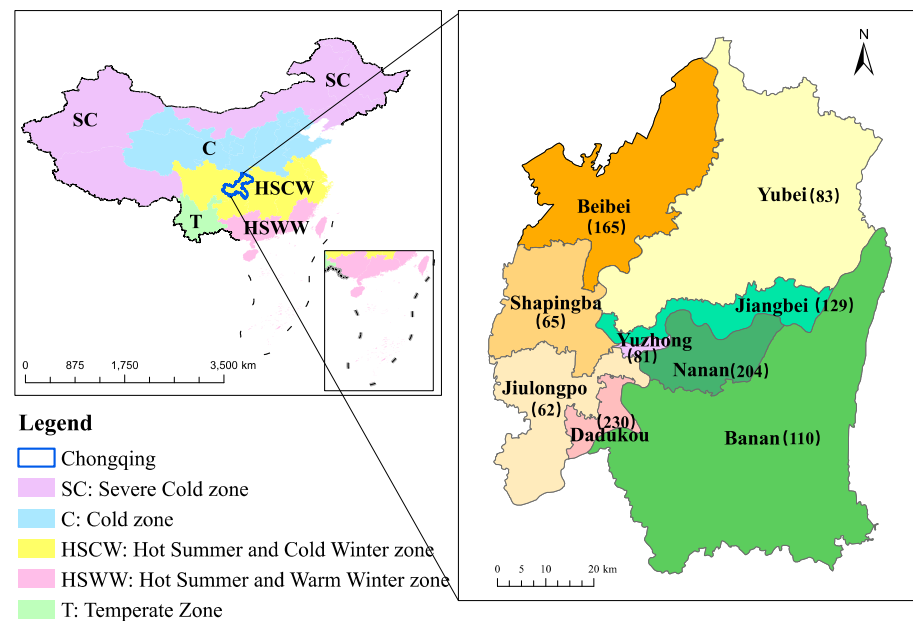 SC
SC
C
HSCW
T
HSWW
0 875 1,750 3,500 km
Legend
Chongqing
SC: Severe Cold zone
C: Cold zone
HSCW: Hot Summer and Cold Winter zone
HSWW: Hot Summer and Warm Winter zone
T: Temperate Zone
N
Yubei(83)
Beibei
(165)
Shapingba
(65)
Jiangbei (129)
Yuzhong
(81)
Nanan(204)
Jiulongpo
(62)
(230)
Dadukou
Banan(110)
0 5 10 20 km